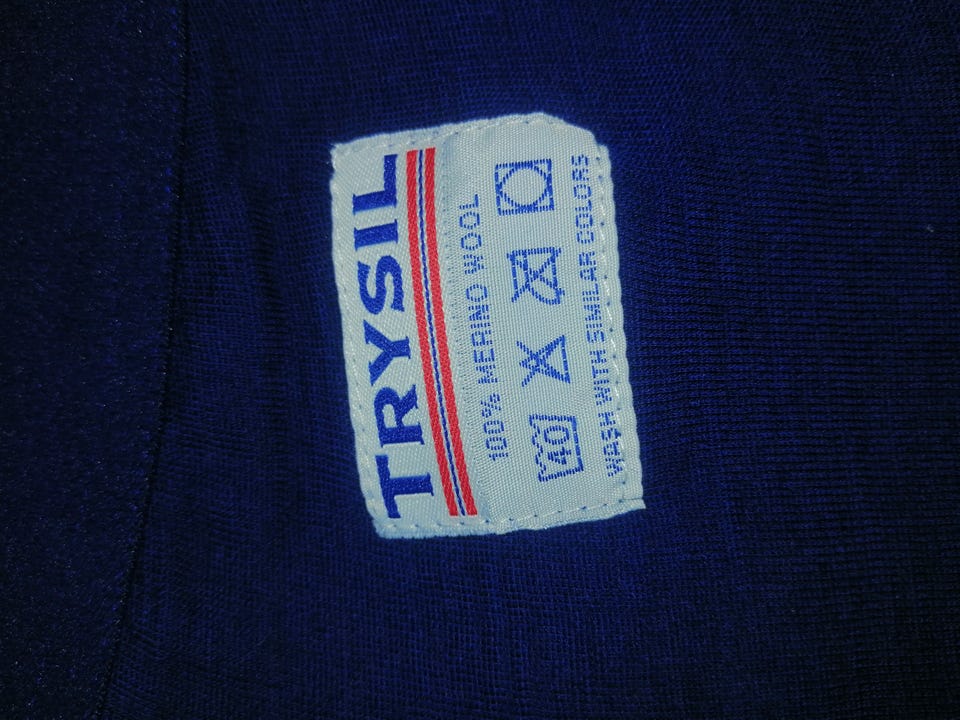 TRYSIL
100% MERINO WOOL
40
WASH WITH SIMILAR COLORS